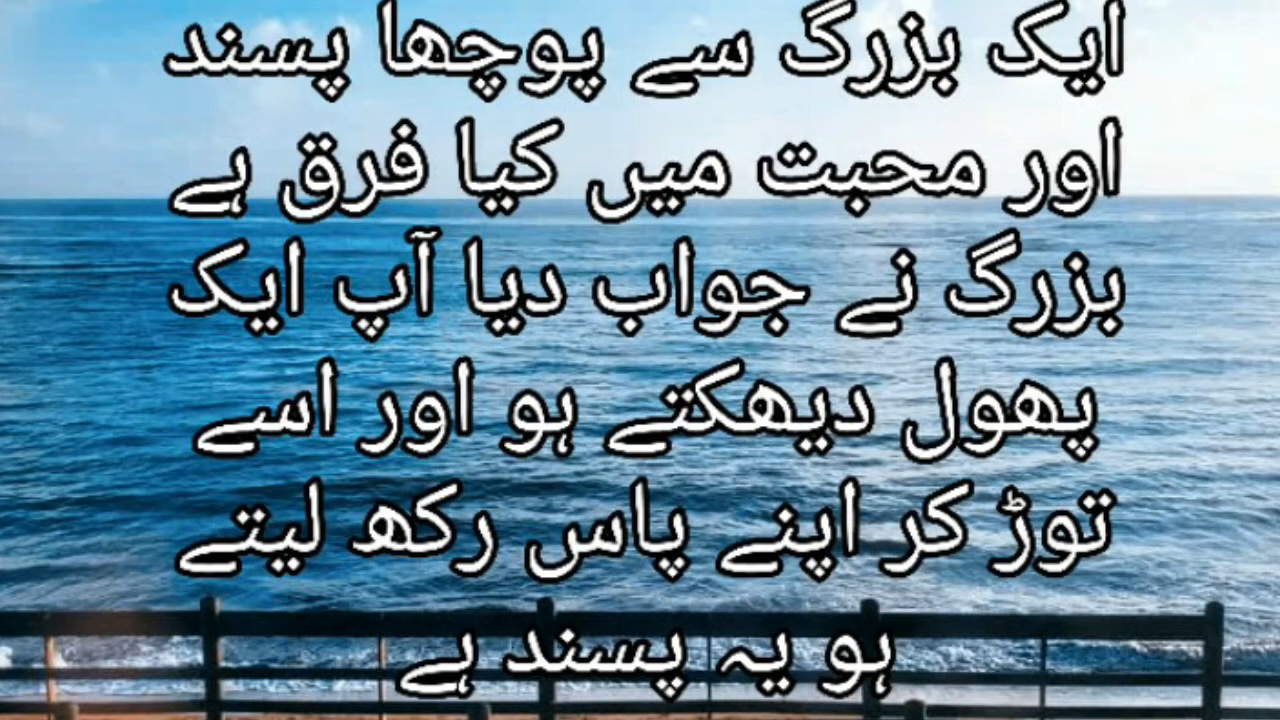 ایک بزرگ سے پوچھا پسند
اور محبت میں کیا فرق ہے
بزرگ نے جواب دیا آپ ایک
پھول دیھکتے ہو اور اسے
توڑ کر اپنے پاس رکھ لیتے
ہو یہ پسند ہے